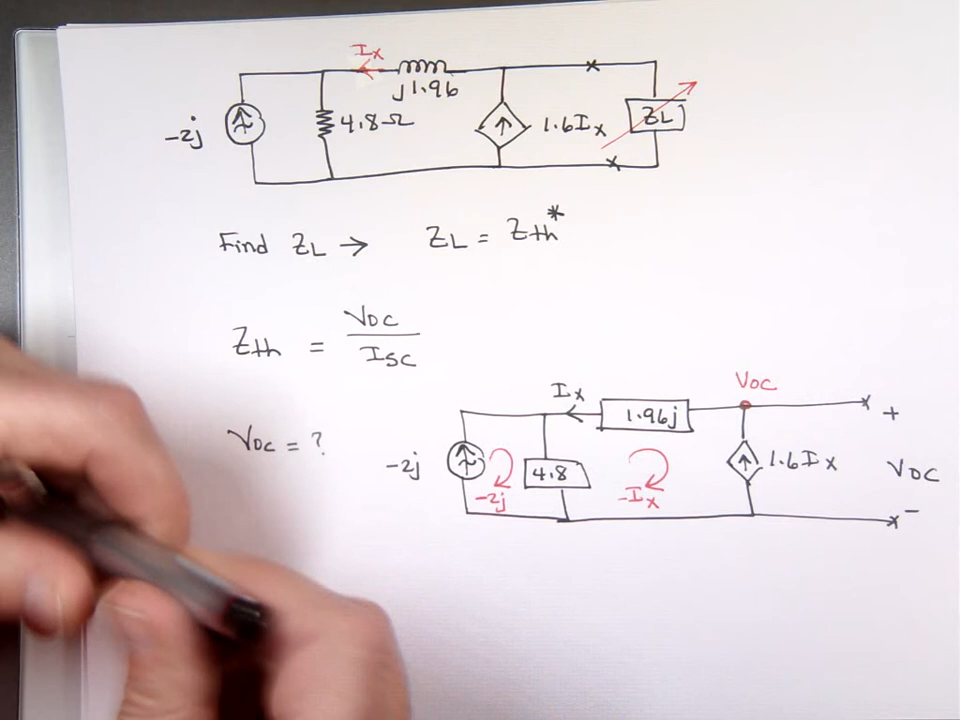 Ix
j1.96
-2j
4.8Ω
1.6Ix
ZL
Find ZL → ZL = Zth*
Zth = Voc / Isc
Voc = ?
Voc
Ix
1.96j
+
-2j
4.8
1.6Ix
Voc
-2j
-Ix
-